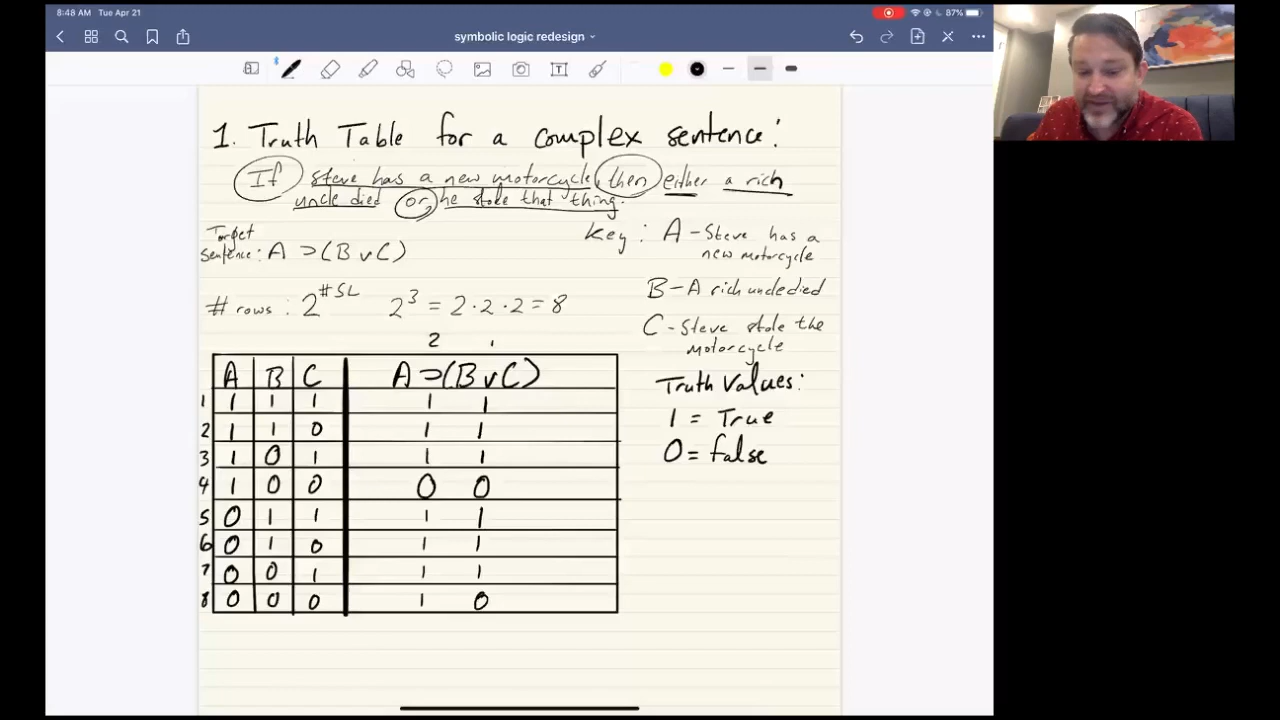 8:48 AM Tue Apr 21
87%
symbolic logic redesign
1. Truth Table for a complex sentence:
If Steve has a new motorcycle, then either a rich
uncle died or he stole that thing.
Target
Sentence: A ⊃ (B v C)
Key: A - Steve has a
new motorcycle
B - A rich uncle died
C - Steve stole the
motorcycle
# rows: 2^#SL 2^3 = 2 · 2 · 2 = 8
2 1
A B C A ⊃ (B v C)
1 1 1 1 1 1
2 1 1 0 1 1
3 1 0 1 1 1
4 1 0 0 0 0
5 0 1 1 1 1
6 0 1 0 1 1
7 0 0 1 1 1
8 0 0 0 1 0
Truth Values:
1 = True
0 = false